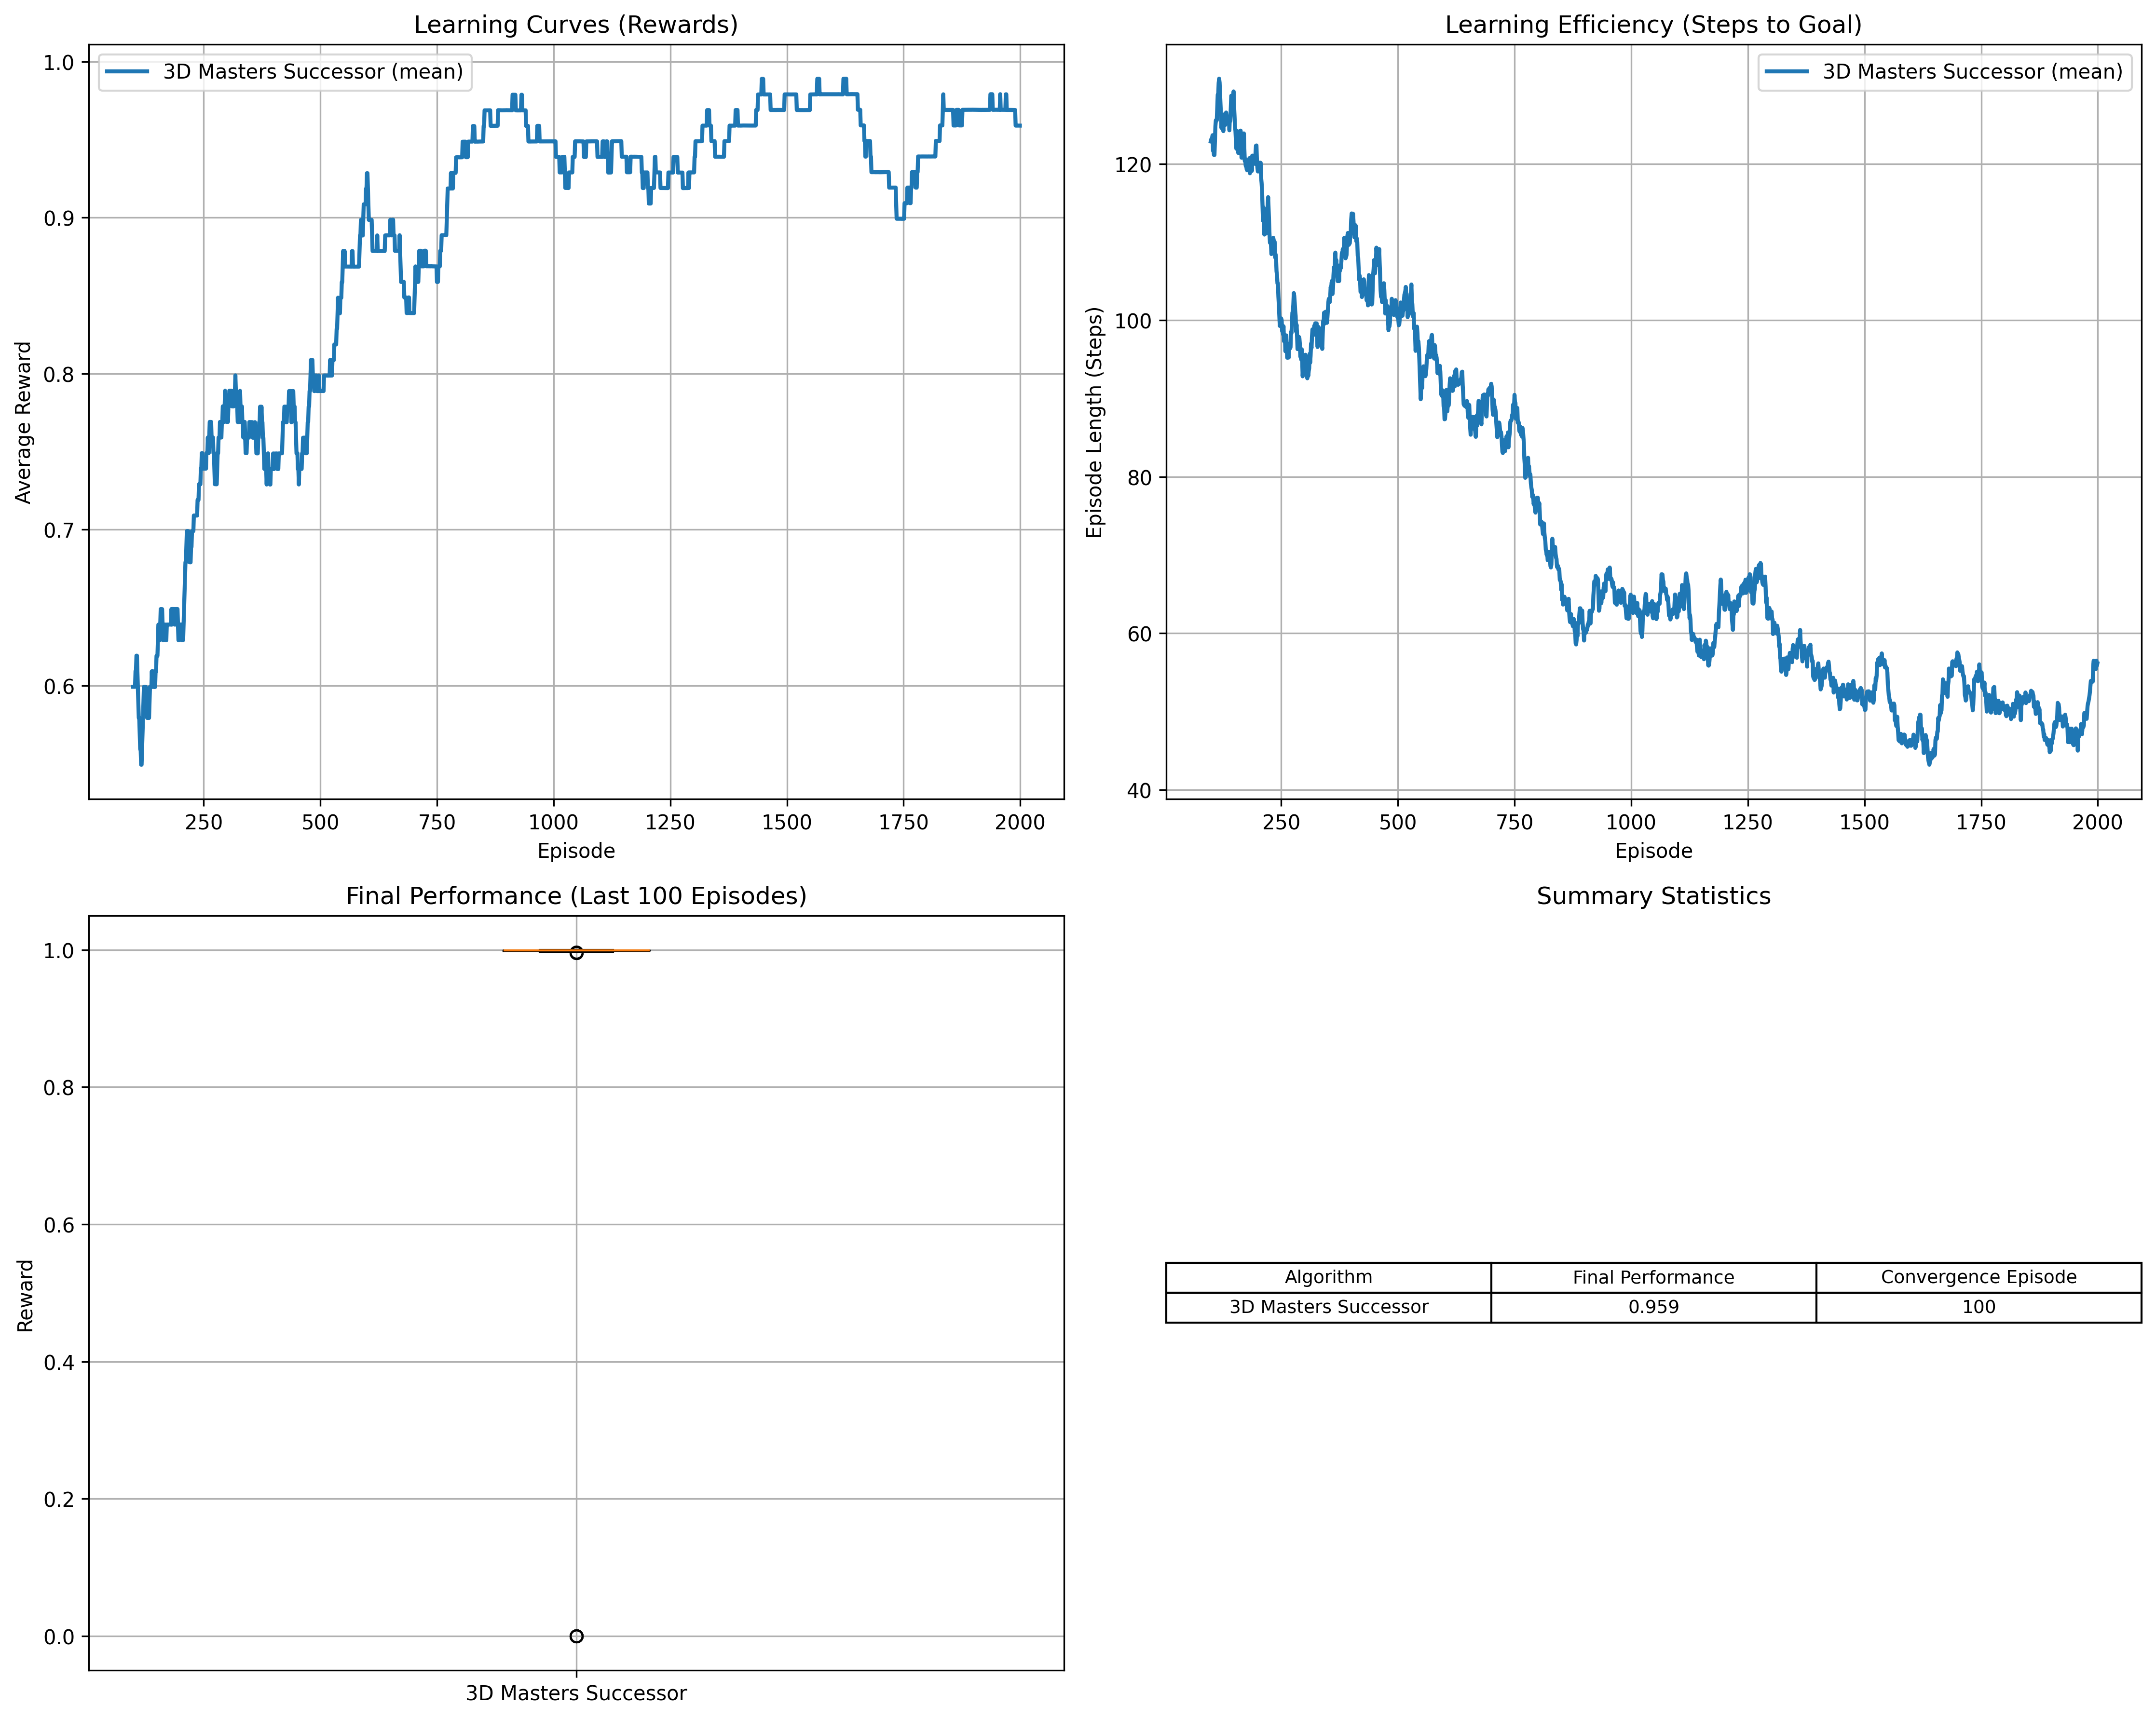 Learning Curves (Rewards)
3D Masters Successor (mean)
1.0
0.9
0.8
0.7
0.6
Average Reward
250 500 750 1000 1250 1500 1750 2000
Episode
Learning Efficiency (Steps to Goal)
3D Masters Successor (mean)
120
100
80
60
40
Episode Length (Steps)
250 500 750 1000 1250 1500 1750 2000
Episode
Final Performance (Last 100 Episodes)
1.0
0.8
0.6
0.4
0.2
0.0
Reward
3D Masters Successor
Summary Statistics
Algorithm Final Performance Convergence Episode
3D Masters Successor 0.959 100